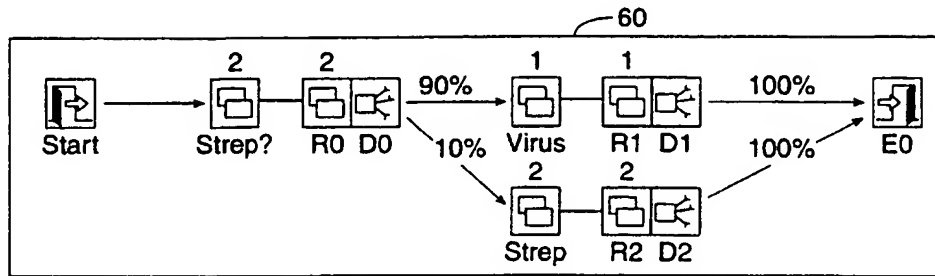 60
2 2 1 1
90% 100%
Start Strep? R0 D0 Virus R1 D1 E0
10% 2 2 100%
Strep R2 D2